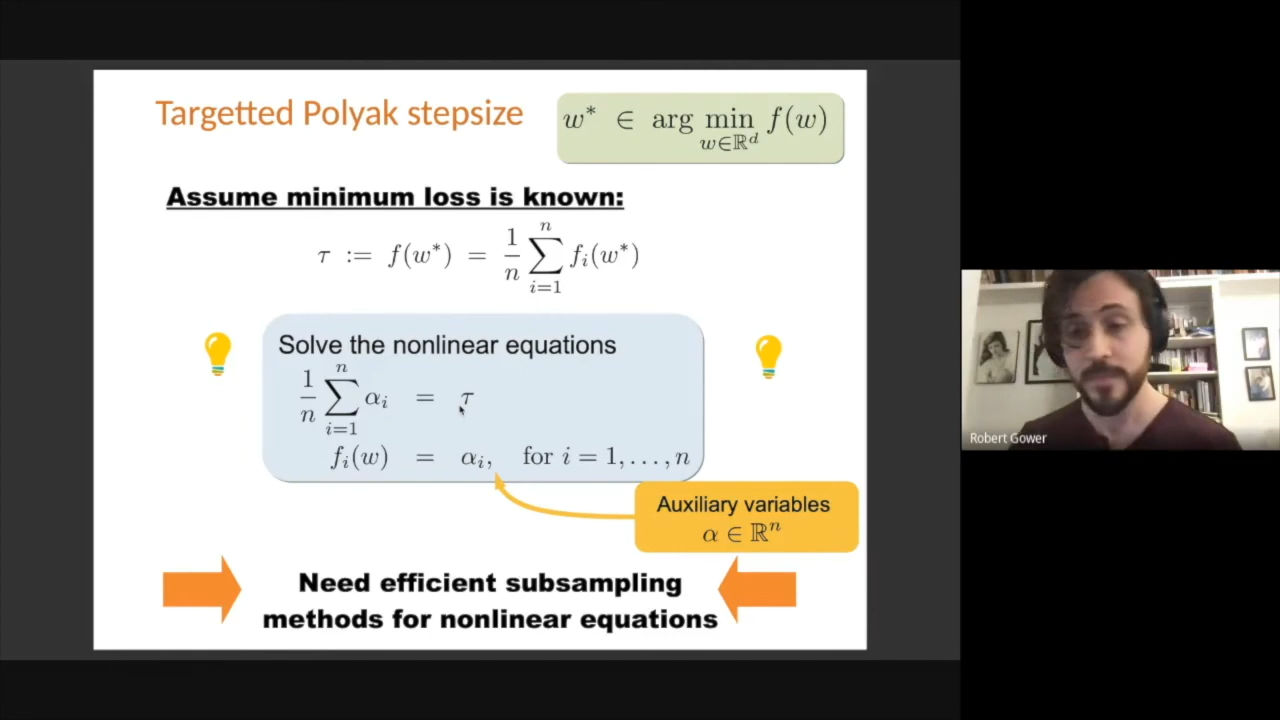 Targetted Polyak stepsize
w* ∈ arg min f(w)
w∈ℝ^d
Assume minimum loss is known:
τ := f(w*) = 1/n ∑_{i=1}^{n} f_i(w*)
Solve the nonlinear equations
1/n ∑_{i=1}^{n} α_i = τ
f_i(w) = α_i, for i = 1, . . . , n
Auxiliary variables
α ∈ ℝ^n
Need efficient subsampling
methods for nonlinear equations
Robert Gower